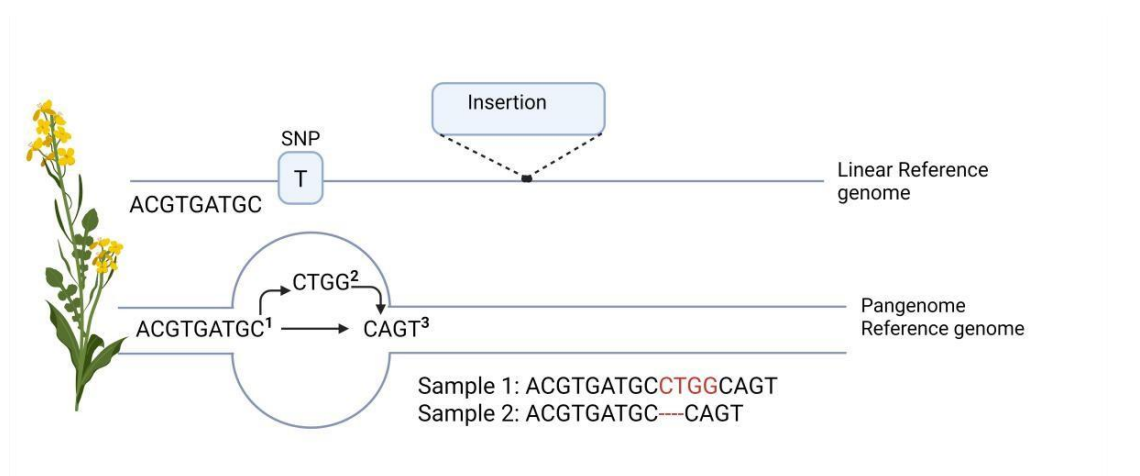 Insertion
SNP
T
Linear Reference
genome
ACGTGATGC
CTGG²
ACGTGATGC¹
CAGT³
Pangenome
Reference genome
Sample 1: ACGTGATGCCTGGCAGT
Sample 2: ACGTGATGC----CAGT